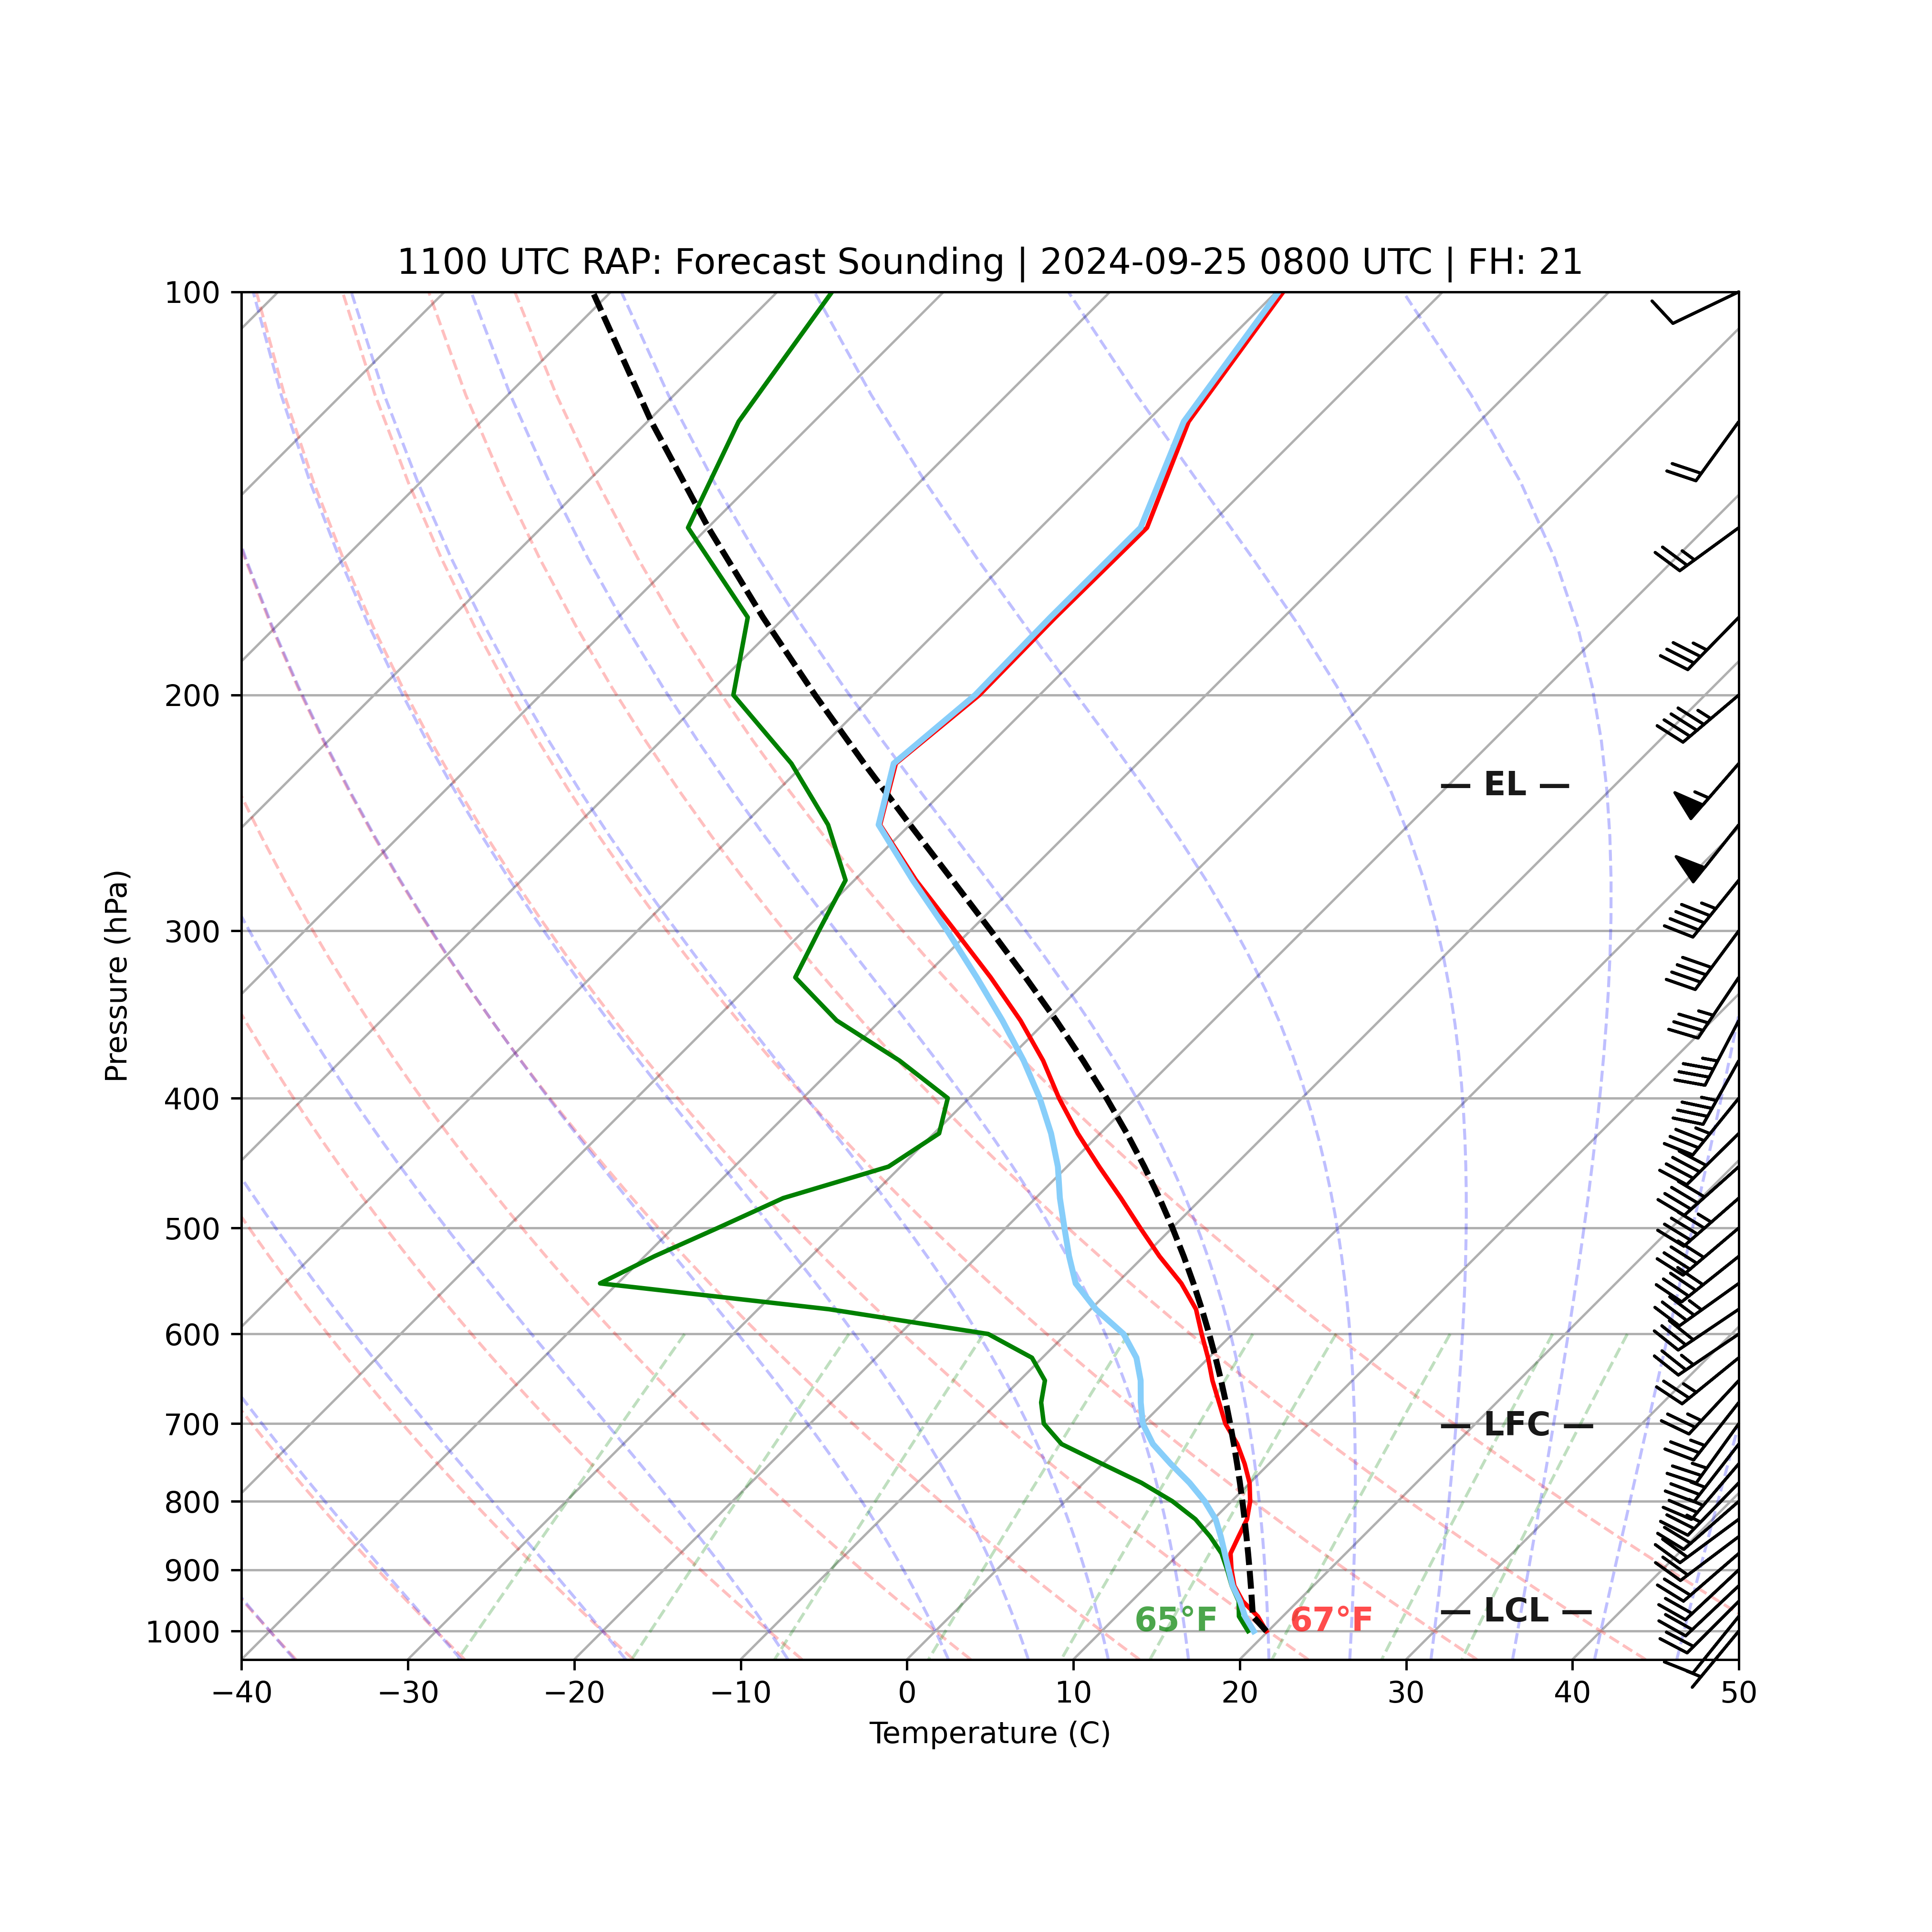 1100 UTC RAP: Forecast Sounding | 2024-09-25 0800 UTC | FH: 21
100
200
— EL —
300
Pressure (hPa)
400
500
600
700
— LFC —
800
900
65°F 67°F — LCL —
1000
−40 −30 −20 −10 0 10 20 30 40 50
Temperature (C)